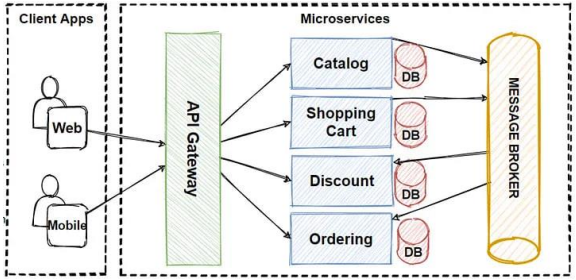 Client Apps
Microservices
Web
Mobile
API Gateway
Catalog
DB
Shopping
Cart
DB
Discount
DB
Ordering
DB
MESSAGE BROKER